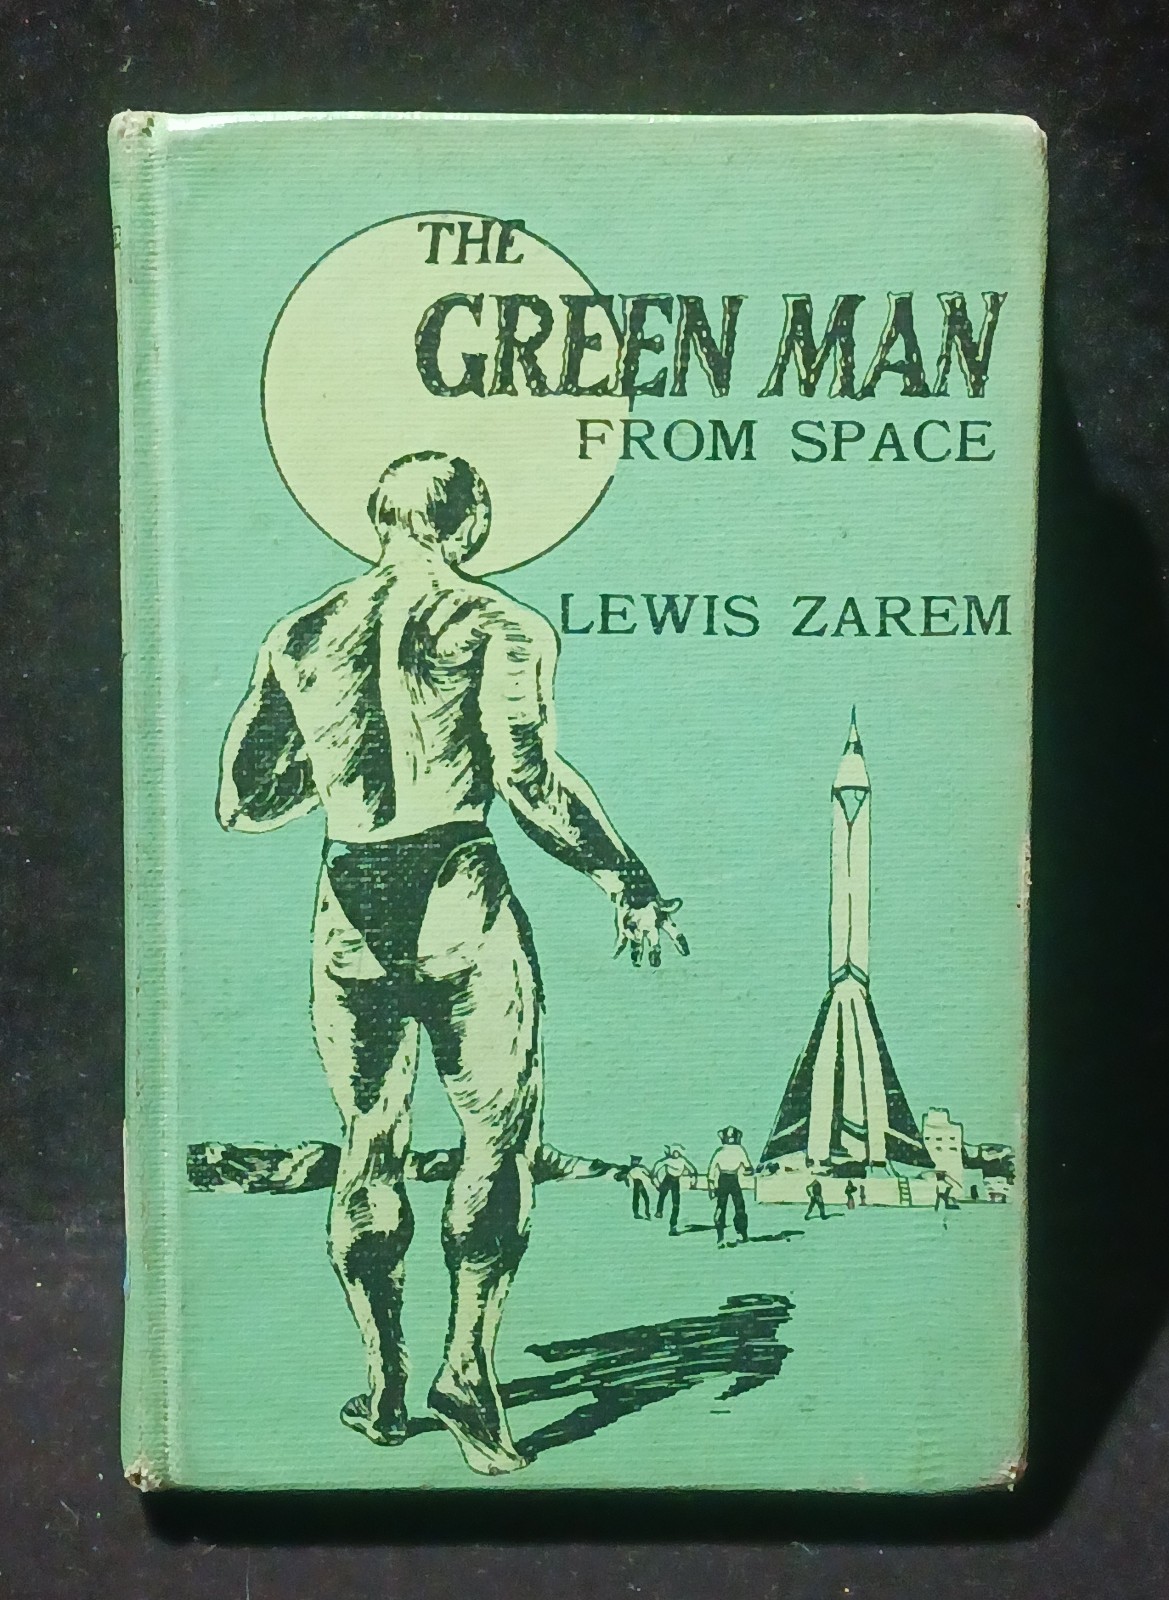 THE
GREEN MAN
FROM SPACE
LEWIS ZAREM